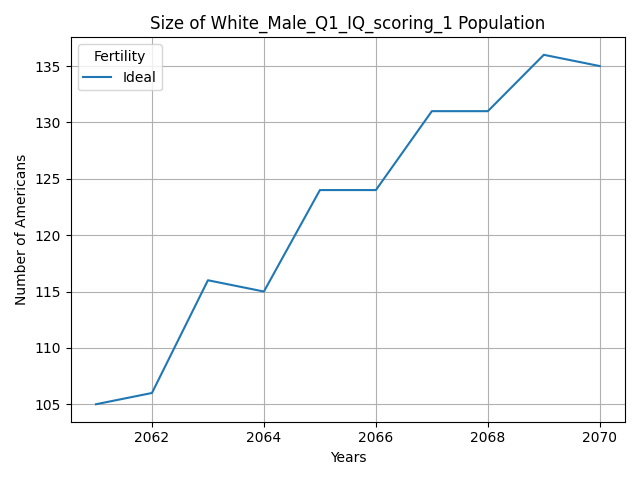 Size of White_Male_Q1_IQ_scoring_1 Population
Fertility
Ideal
Number of Americans
135
130
125
120
115
110
105
2062 2064 2066 2068 2070
Years